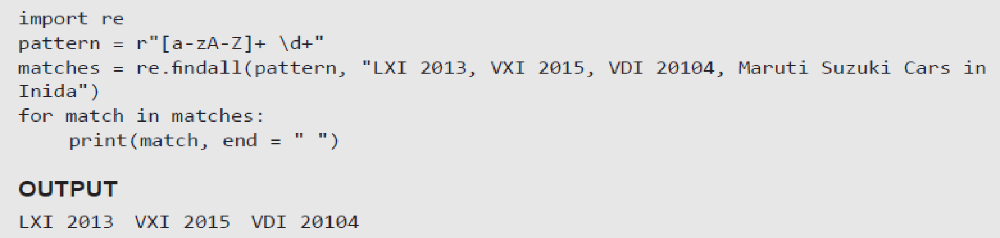 import re
pattern = r"[a-zA-Z]+ \d+"
matches = re.findall(pattern, "LXI 2013, VXI 2015, VDI 20104, Maruti Suzuki Cars in
Inida")
for match in matches:
    print(match, end = " ")
OUTPUT
LXI 2013 VXI 2015 VDI 20104